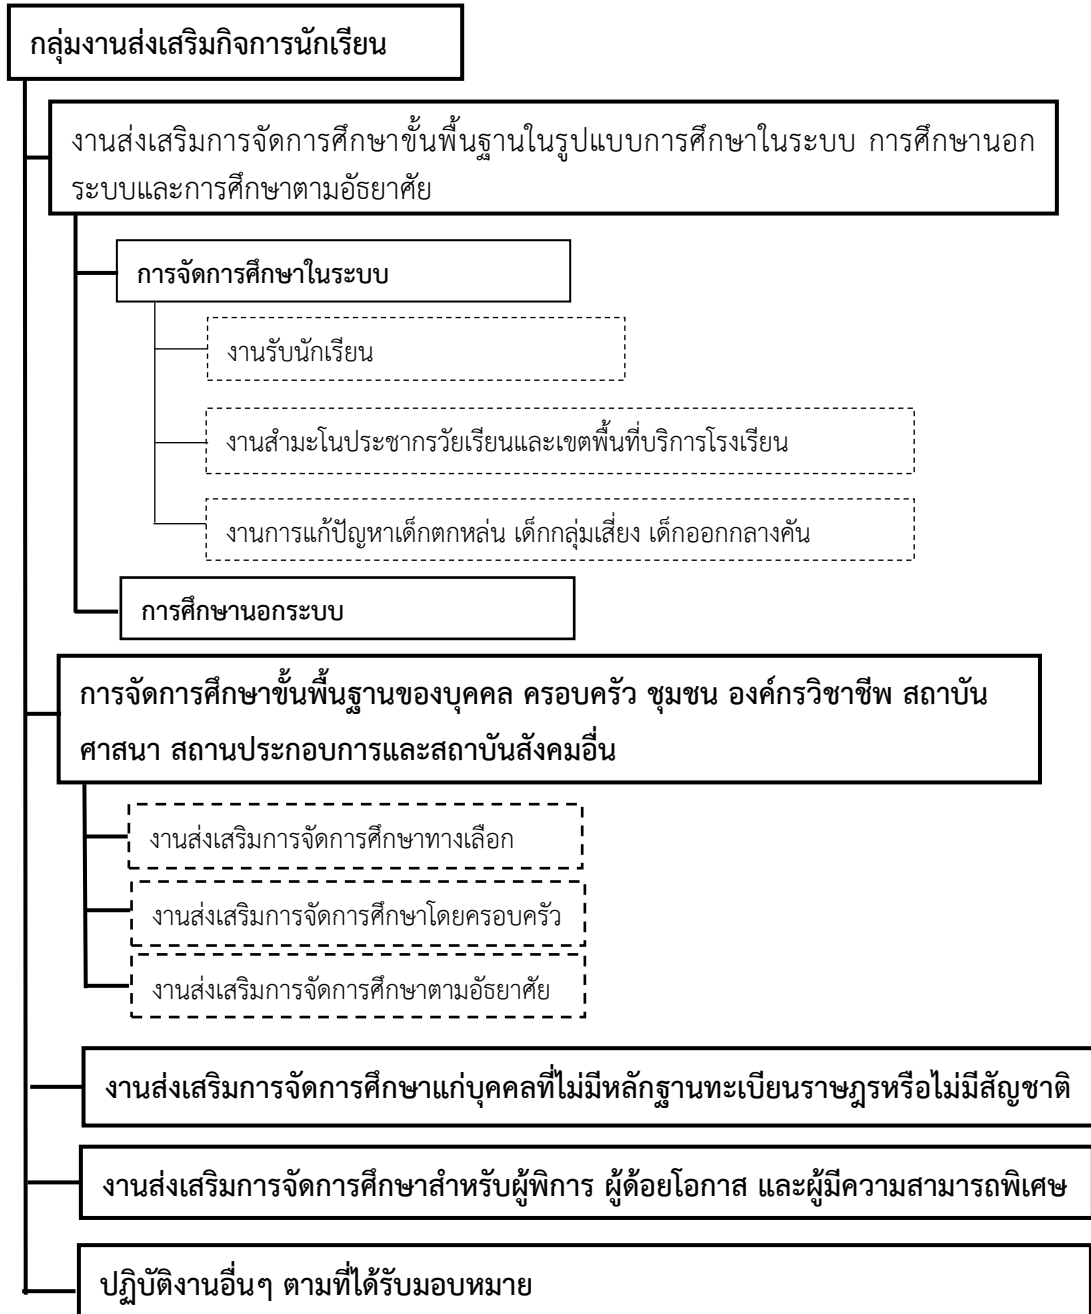 กลุ่มงานส่งเสริมกิจการนักเรียน
งานส่งเสริมการจัดการศึกษาขั้นพื้นฐานในรูปแบบการศึกษาในระบบ การศึกษานอก
ระบบและการศึกษาตามอัธยาศัย
การจัดการศึกษาในระบบ
งานรับนักเรียน
งานสำมะโนประชากรวัยเรียนและเขตพื้นที่บริการโรงเรียน
งานการแก้ปัญหาเด็กตกหล่น เด็กกลุ่มเสี่ยง เด็กออกกลางคัน
การศึกษานอกระบบ
การจัดการศึกษาขั้นพื้นฐานของบุคคล ครอบครัว ชุมชน องค์กรวิชาชีพ สถาบัน
ศาสนา สถานประกอบการและสถาบันสังคมอื่น
งานส่งเสริมการจัดการศึกษาทางเลือก
งานส่งเสริมการจัดการศึกษาโดยครอบครัว
งานส่งเสริมการจัดการศึกษาตามอัธยาศัย
งานส่งเสริมการจัดการศึกษาแก่บุคคลที่ไม่มีหลักฐานทะเบียนราษฎรหรือไม่มีสัญชาติ
งานส่งเสริมการจัดการศึกษาสำหรับผู้พิการ ผู้ด้อยโอกาส และผู้มีความสามารถพิเศษ
ปฏิบัติงานอื่นๆ ตามที่ได้รับมอบหมาย